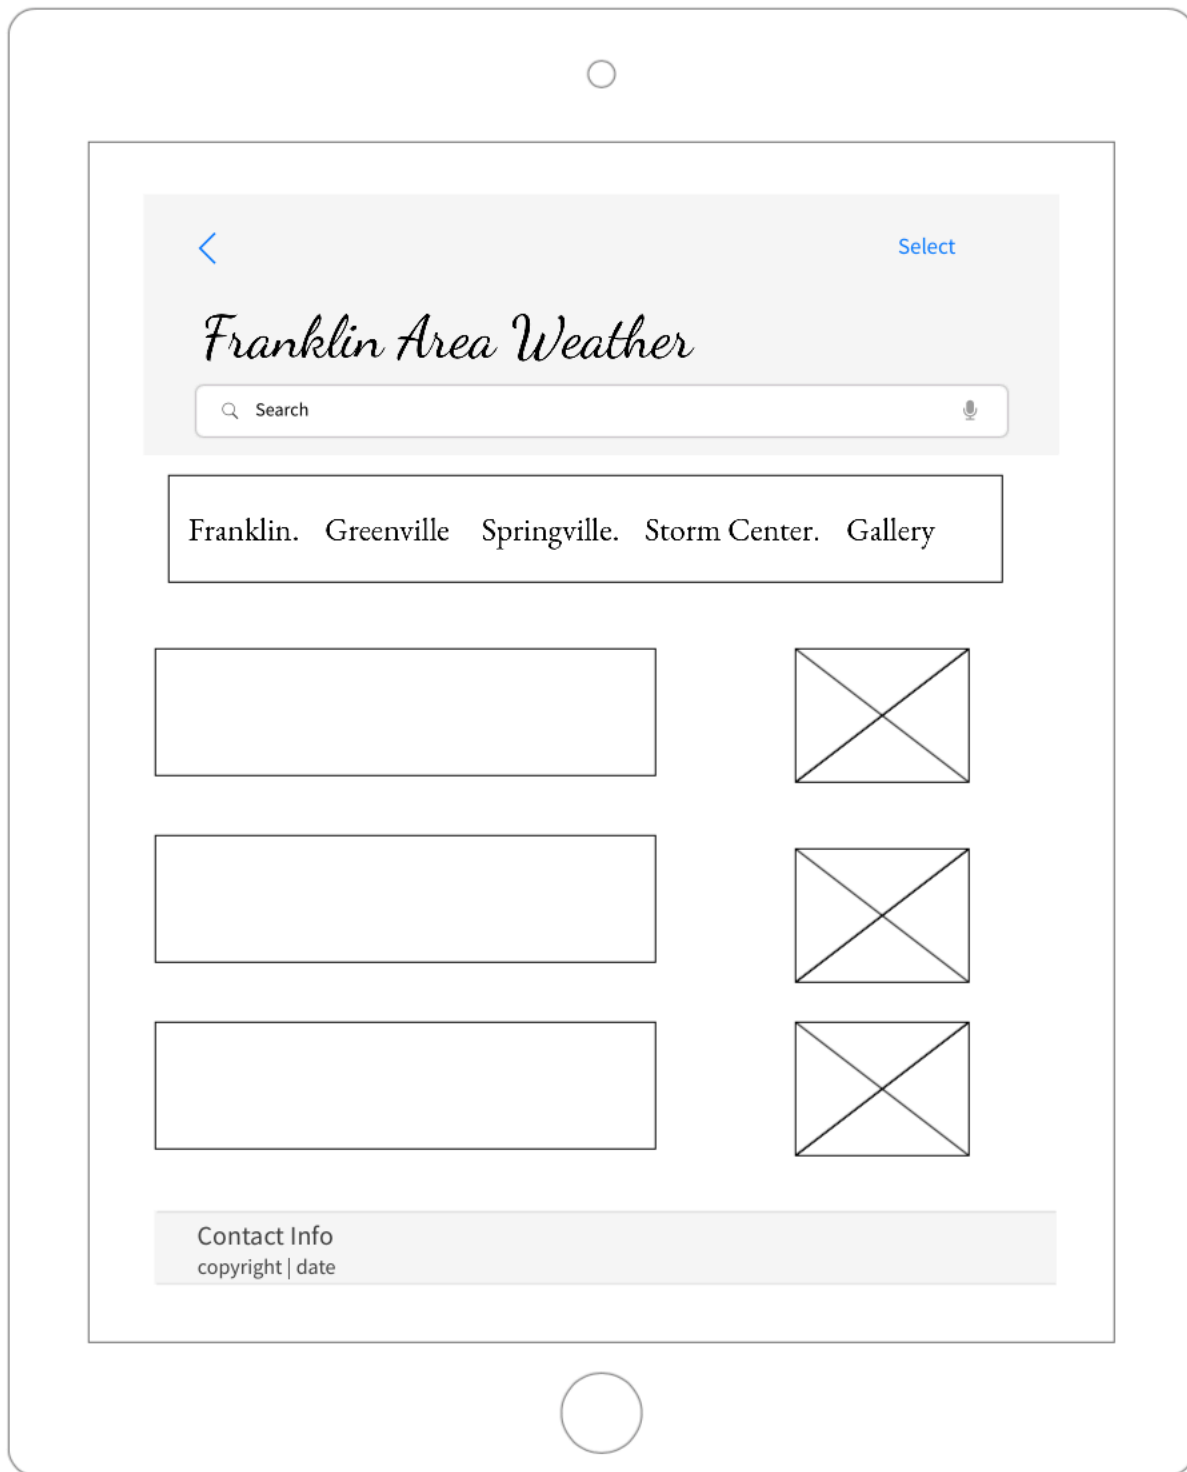 Select
Franklin Area Weather
Search
Franklin. Greenville Springville. Storm Center. Gallery
Contact Info
copyright | date